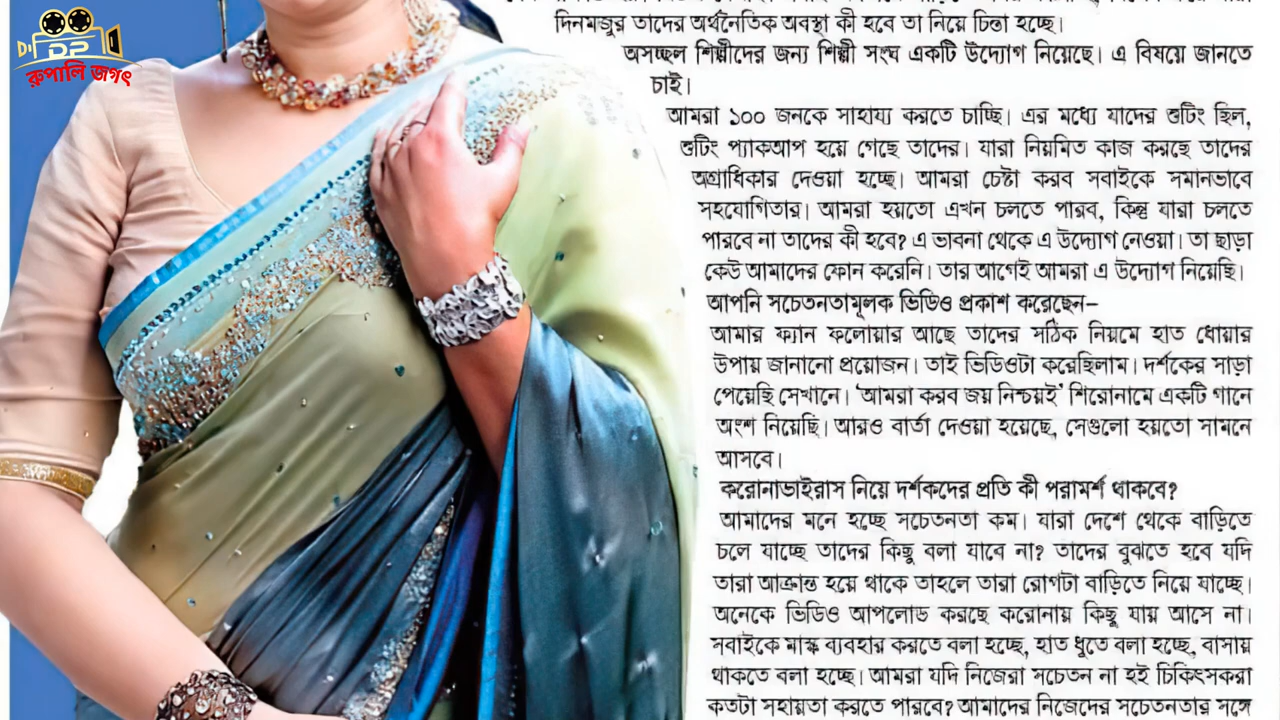 DP
রুপালি জগৎ
দিনমজুর তাদের অর্থনৈতিক অবস্থা কী হবে তা নিয়ে চিন্তা হচ্ছে।
অসচ্ছল শিল্পীদের জন্য শিল্পী সংঘ একটি উদ্যোগ নিয়েছে। এ বিষয়ে জানতে
চাই।
আমরা ১০০ জনকে সাহায্য করতে চাচ্ছি। এর মধ্যে যাদের শুটিং ছিল,
শুটিং প্যাকআপ হয়ে গেছে তাদের। যারা নিয়মিত কাজ করছে তাদের
অগ্রাধিকার দেওয়া হচ্ছে। আমরা চেষ্টা করব সবাইকে সমানভাবে
সহযোগিতার। আমরা হয়তো এখন চলতে পারব, কিন্তু যারা চলতে
পারবে না তাদের কী হবে? এ ভাবনা থেকে এ উদ্যোগ নেওয়া। তা ছাড়া
কেউ আমাদের ফোন করেনি। তার আগেই আমরা এ উদ্যোগ নিয়েছি।
আপনি সচেতনতামূলক ভিডিও প্রকাশ করেছেন–
আমার ফ্যান ফলোয়ার আছে তাদের সঠিক নিয়মে হাত ধোয়ার
উপায় জানানো প্রয়োজন। তাই ভিডিওটা করেছিলাম। দর্শকের সাড়া
পেয়েছি সেখানে। ‘আমরা করব জয় নিশ্চয়ই’ শিরোনামে একটি গানে
অংশ নিয়েছি। আরও বার্তা দেওয়া হয়েছে, সেগুলো হয়তো সামনে
আসবে।
করোনাভাইরাস নিয়ে দর্শকদের প্রতি কী পরামর্শ থাকবে?
আমাদের মনে হচ্ছে সচেতনতা কম। যারা দেশে থেকে বাড়িতে
চলে যাচ্ছে তাদের কিছু বলা যাবে না? তাদের বুঝতে হবে যদি
তারা আক্রান্ত হয়ে থাকে তাহলে তারা রোগটা বাড়িতে নিয়ে যাচ্ছে।
অনেকে ভিডিও আপলোড করছে করোনায় কিছু যায় আসে না।
সবাইকে মাস্ক ব্যবহার করতে বলা হচ্ছে, হাত ধুতে বলা হচ্ছে, বাসায়
থাকতে বলা হচ্ছে। আমরা যদি নিজেরা সচেতন না হই চিকিৎসকরা
কতটা সহায়তা করতে পারবে? আমাদের নিজেদের সচেতনতার সঙ্গে